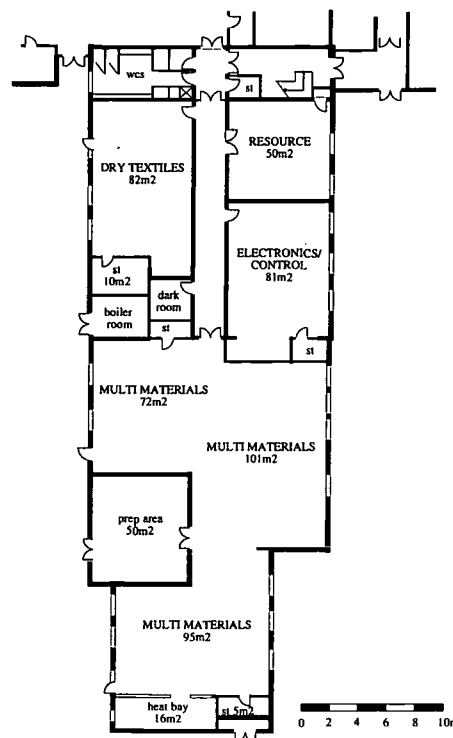 wcs
st
RESOURCE
50m2
DRY TEXTILES
82m2
ELECTRONICS/
CONTROL
81m2
st
10m2
dark
room
boiler
room
st
st
MULTI MATERIALS
72m2
MULTI MATERIALS
101m2
prep area
50m2
MULTI MATERIALS
95m2
heat bay
16m2
st 5m2
0 2 4 6 8 10m